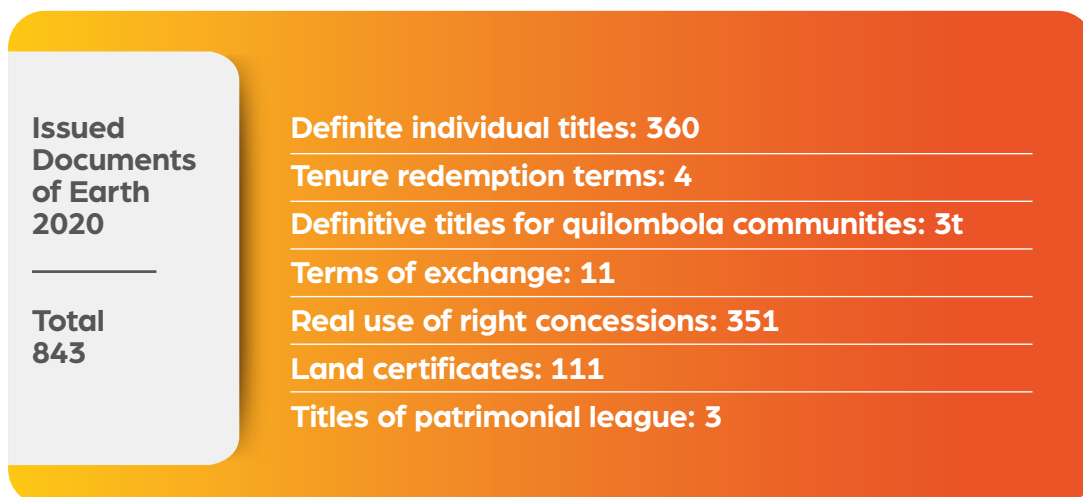 Issued
Documents
of Earth
2020
Total
843
Definite individual titles: 360
Tenure redemption terms: 4
Definitive titles for quilombola communities: 3t
Terms of exchange: 11
Real use of right concessions: 351
Land certificates: 111
Titles of patrimonial league: 3